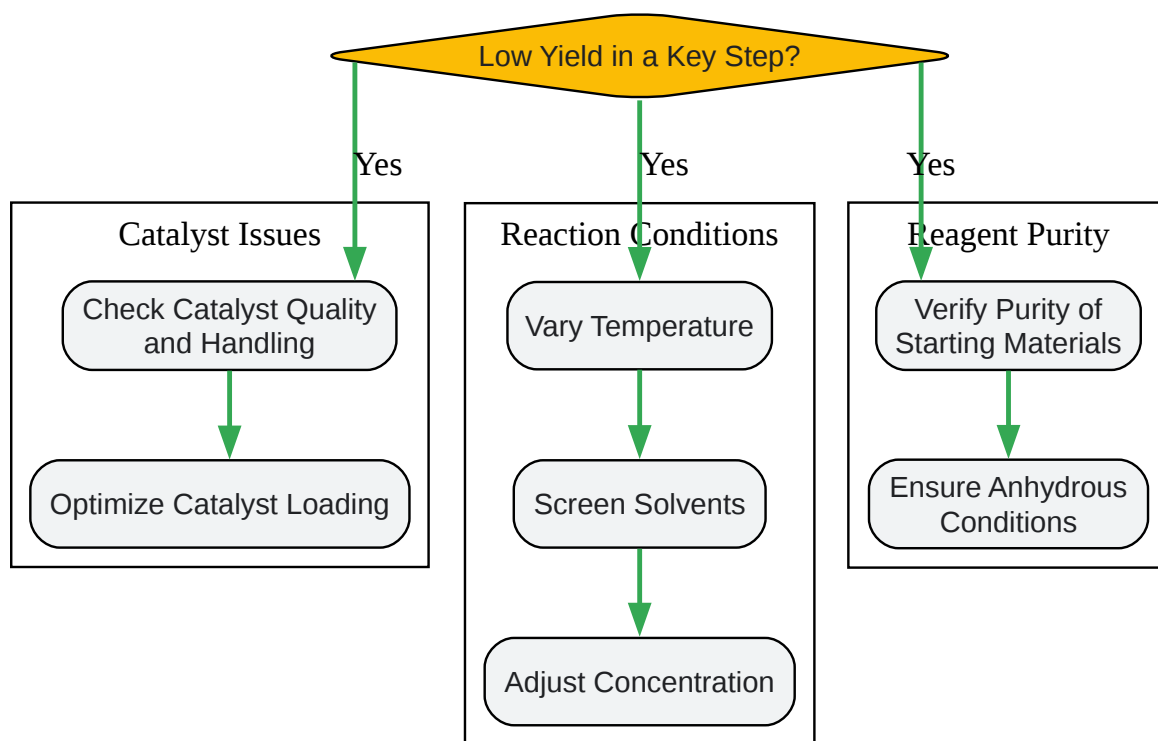 Low Yield in a Key Step?
Yes
Yes
Yes
Catalyst Issues
Check Catalyst Quality
and Handling
Optimize Catalyst Loading
Reaction Conditions
Vary Temperature
Screen Solvents
Adjust Concentration
Reagent Purity
Verify Purity of
Starting Materials
Ensure Anhydrous
Conditions